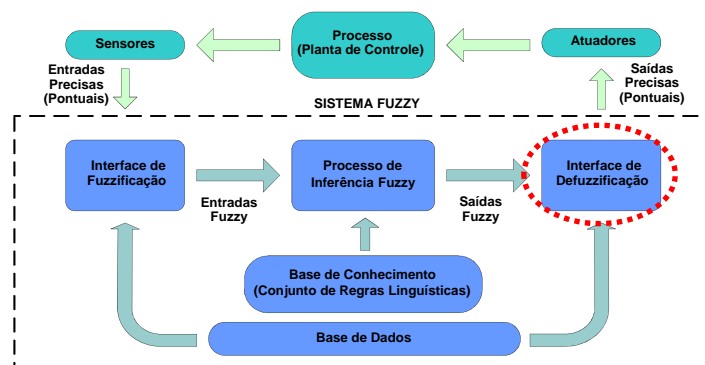 Sensores
Processo
(Planta de Controle)
Atuadores
Entradas
Precisas
(Pontuais)
Saídas
Precisas
(Pontuais)
SISTEMA FUZZY
Interface de
Fuzzificação
Entradas
Fuzzy
Processo de
Inferência Fuzzy
Saídas
Fuzzy
Interface de
Defuzzificação
Base de Conhecimento
(Conjunto de Regras Linguísticas)
Base de Dados